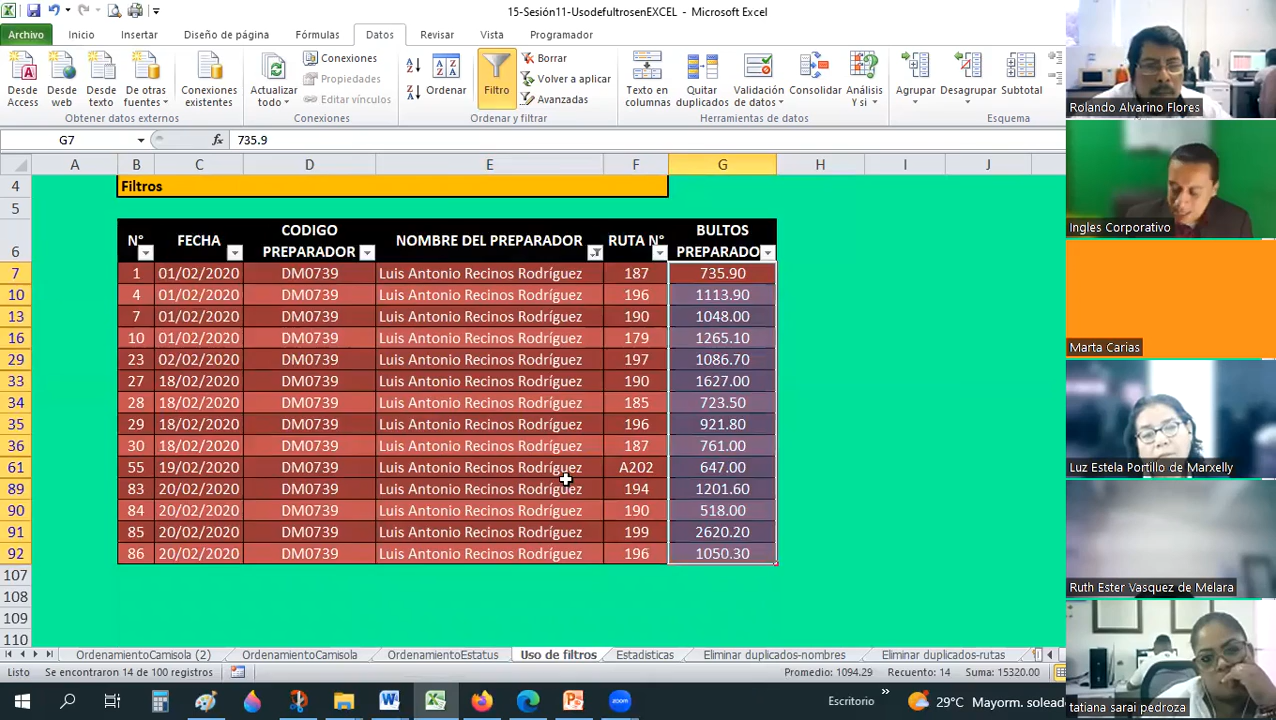 15-Sesión11-UsodefultrosenEXCEL - Microsoft Excel
Archivo Inicio Insertar Diseño de página Fórmulas Datos Revisar Vista Programador
Desde Access
Desde web
Desde texto
De otras fuentes
Conexiones existentes
Obtener datos externos
Actualizar todo
Conexiones
Propiedades
Editar vínculos
Conexiones
Ordenar
Filtro
Borrar
Volver a aplicar
Avanzadas
Ordenar y filtrar
Texto en columnas
Quitar duplicados
Validación de datos
Consolidar
Análisis Y si
Herramientas de datos
Agrupar
Desagrupar
Subtotal
Esquema
G7 fx 735.9
A B C D E F G H I J
4 Filtros
5
6 N° FECHA CODIGO PREPARADOR NOMBRE DEL PREPARADOR RUTA N° BULTOS PREPARADO
7 1 01/02/2020 DM0739 Luis Antonio Recinos Rodríguez 187 735.90
10 4 01/02/2020 DM0739 Luis Antonio Recinos Rodríguez 196 1113.90
13 7 01/02/2020 DM0739 Luis Antonio Recinos Rodríguez 190 1048.00
16 10 01/02/2020 DM0739 Luis Antonio Recinos Rodríguez 179 1265.10
29 23 02/02/2020 DM0739 Luis Antonio Recinos Rodríguez 197 1086.70
33 27 18/02/2020 DM0739 Luis Antonio Recinos Rodríguez 190 1627.00
34 28 18/02/2020 DM0739 Luis Antonio Recinos Rodríguez 185 723.50
35 29 18/02/2020 DM0739 Luis Antonio Recinos Rodríguez 196 921.80
36 30 18/02/2020 DM0739 Luis Antonio Recinos Rodríguez 187 761.00
61 55 19/02/2020 DM0739 Luis Antonio Recinos Rodríguez A202 647.00
89 83 20/02/2020 DM0739 Luis Antonio Recinos Rodríguez 194 1201.60
90 84 20/02/2020 DM0739 Luis Antonio Recinos Rodríguez 190 518.00
91 85 20/02/2020 DM0739 Luis Antonio Recinos Rodríguez 199 2620.20
92 86 20/02/2020 DM0739 Luis Antonio Recinos Rodríguez 196 1050.30
107
108
109
110
OrdenamientoCamisola (2) OrdenamientoCamisola OrdenamientoEstatus Uso de filtros Estadísticas Eliminar duplicados-nombres Eliminar duplicados-rutas
Listo Se encontraron 14 de 100 registros Promedio: 1094.29 Recuento: 14 Suma: 15320.00
Escritorio » 29°C Mayorm. soleado
Rolando Alvarino Flores
Ingles Corporativo
Marta Carias
Luz Estela Portillo de Marxelly
Ruth Ester Vasquez de Melara
tatiana sarai pedroza